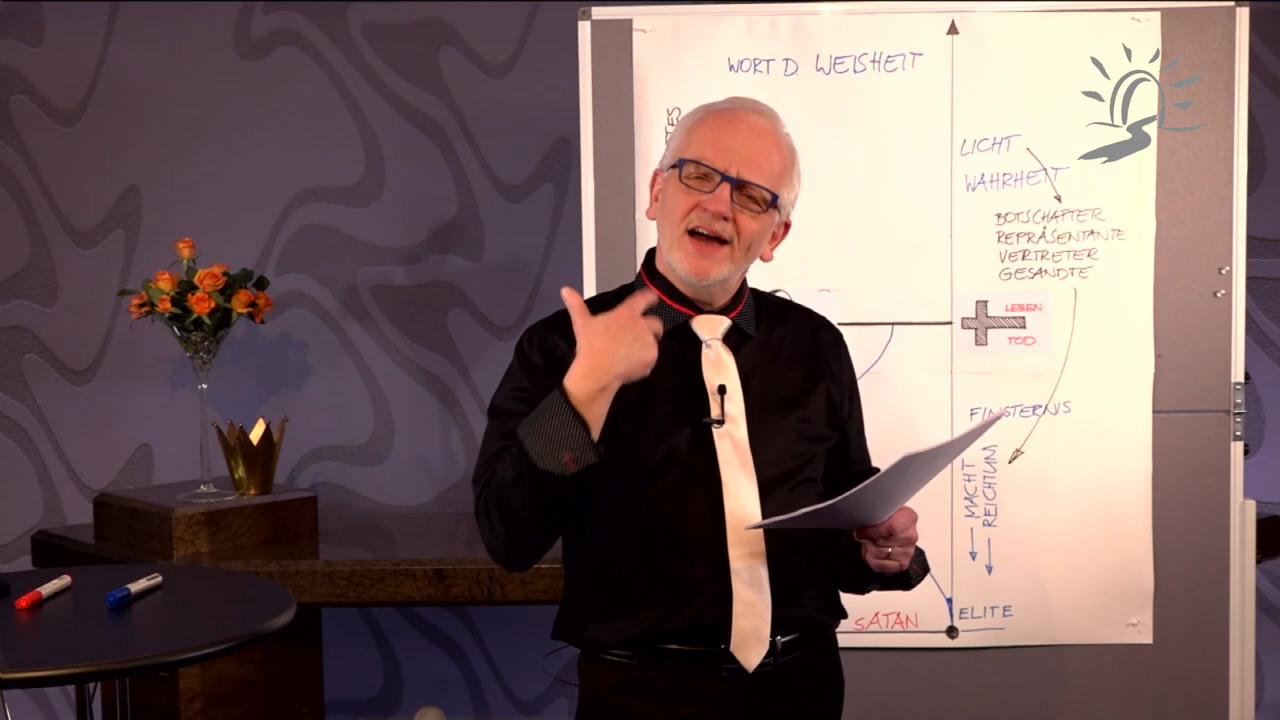 WORT D. WEISHEIT
LICHT
WAHRHEIT
BOTSCHAFTER
REPRÄSENTANTE
VERTRETER
GESANDTE
LEBEN
TOD
FINSTERNIS
MACHT
REICHTUM
SATAN
ELITE